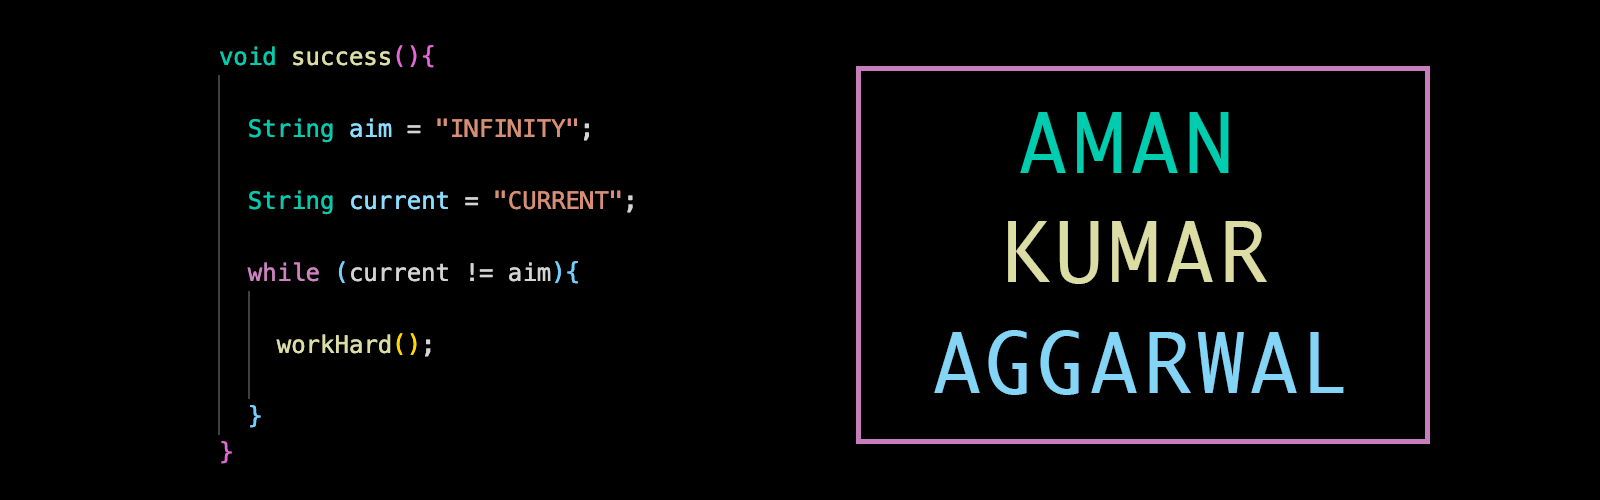 void success(){
String aim = "INFINITY";
String current = "CURRENT";
while (current != aim){
workHard();
}
}
AMAN
KUMAR
AGGARWAL